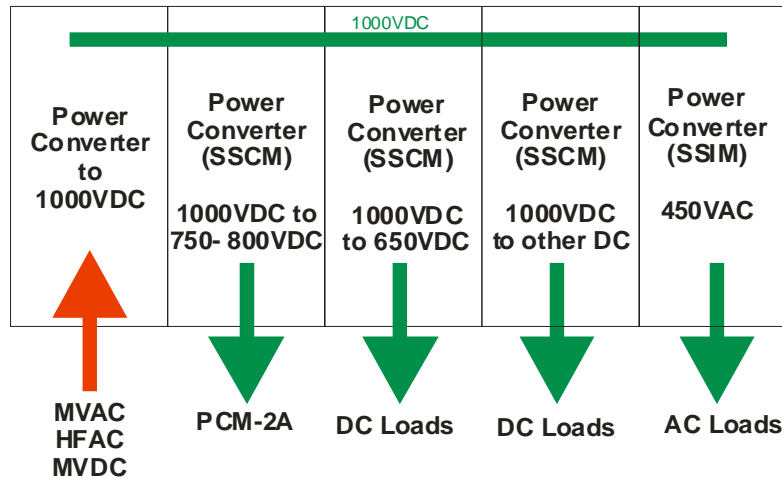 1000VDC
Power
Converter
to
1000VDC
Power
Converter
(SSCM)
1000VDC to
750- 800VDC
Power
Converter
(SSCM)
1000VDC
to 650VDC
Power
Converter
(SSCM)
1000VDC
to other DC
Power
Converter
(SSIM)
450VAC
MVAC
HFAC
MVDC
PCM-2A
DC Loads
DC Loads
AC Loads